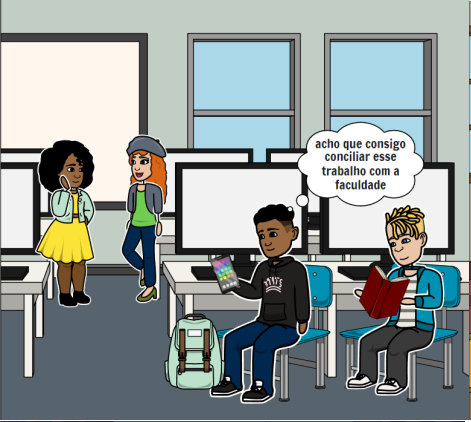 acho que consigo
conciliar esse
trabalho com a
faculdade